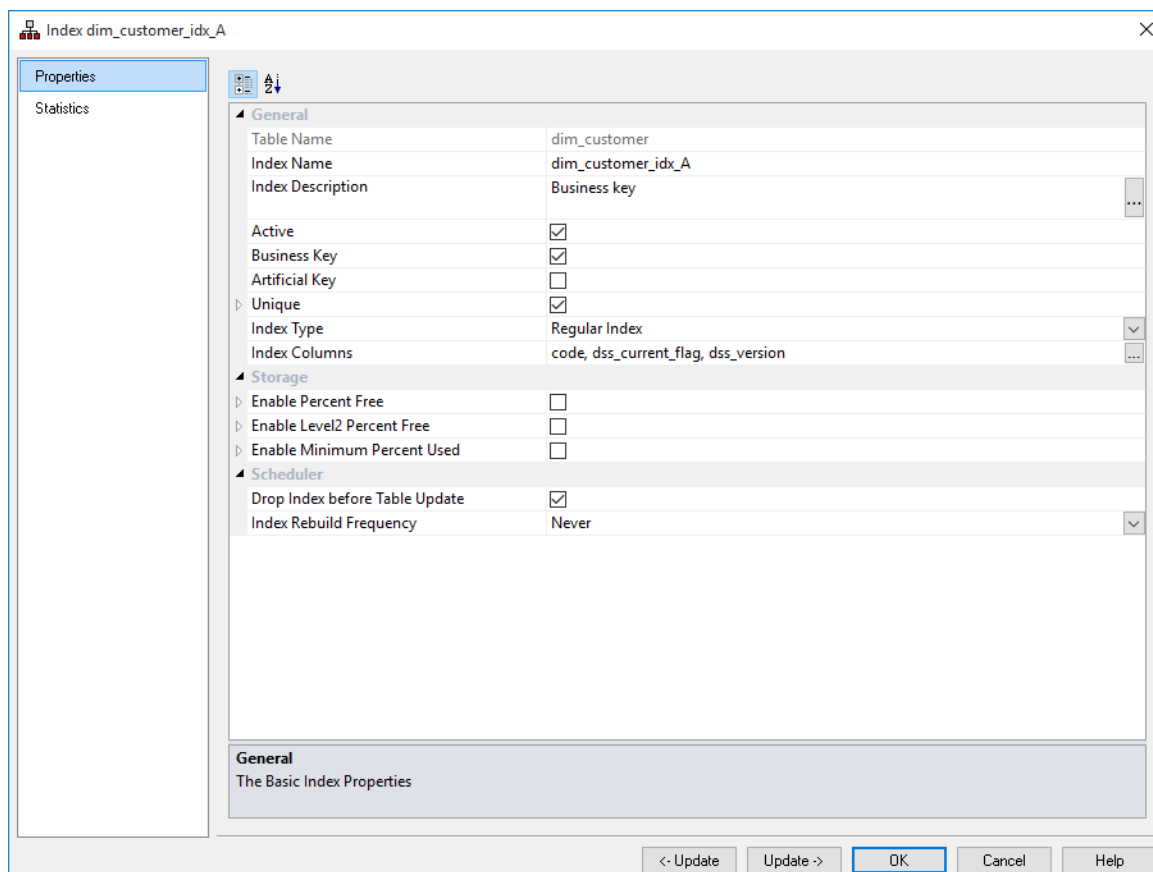 Index dim_customer_idx_A
Properties
Statistics
General
Table Name dim_customer
Index Name dim_customer_idx_A
Index Description Business key
...
Active
Business Key
Artificial Key
Unique
Index Type Regular Index
Index Columns code, dss_current_flag, dss_version ...
Storage
Enable Percent Free
Enable Level2 Percent Free
Enable Minimum Percent Used
Scheduler
Drop Index before Table Update
Index Rebuild Frequency Never
General
The Basic Index Properties
<- Update Update -> OK Cancel Help